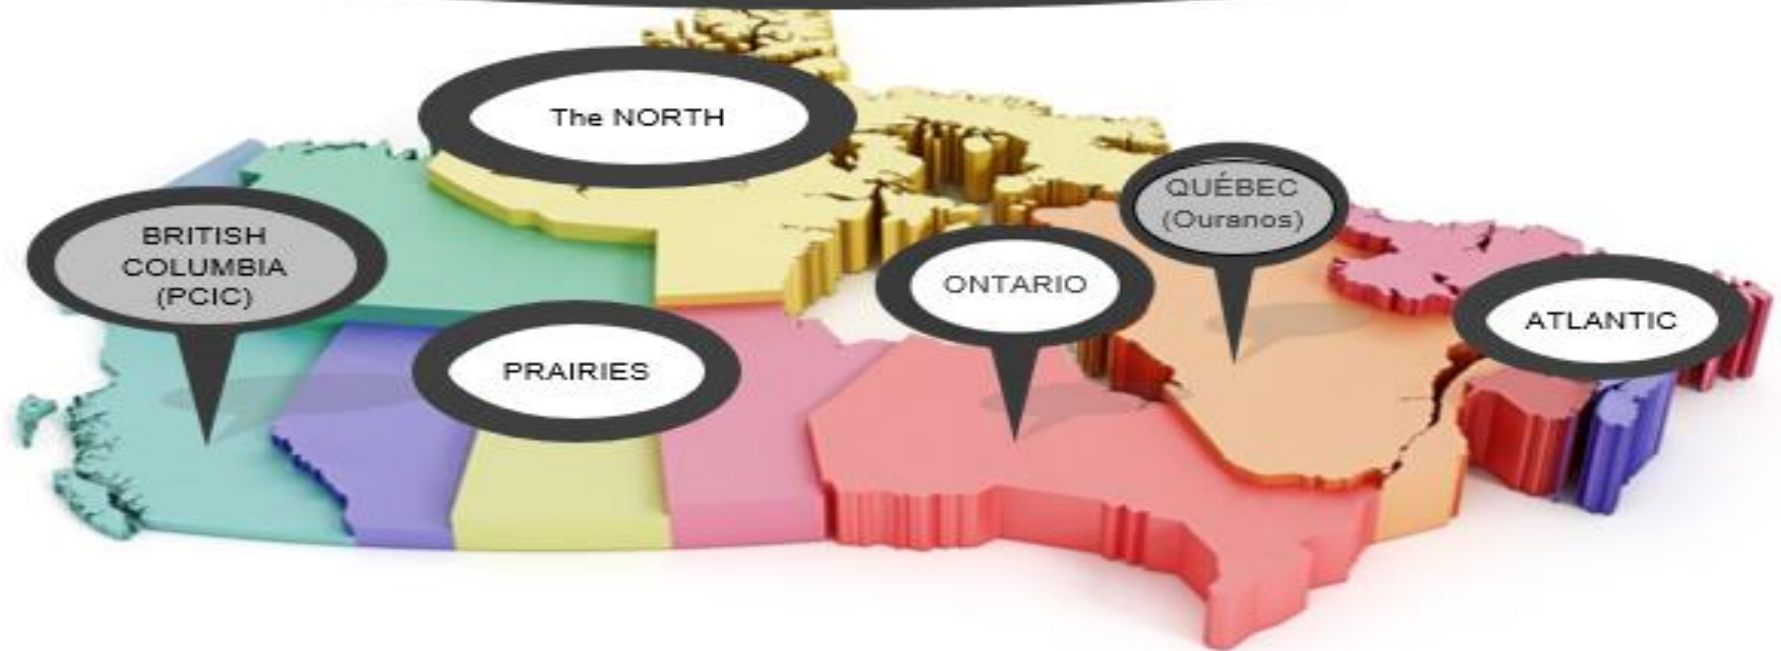 The NORTH
BRITISH
COLUMBIA
(PCIC)
PRAIRIES
ONTARIO
QUÉBEC
(Ouranos)
ATLANTIC